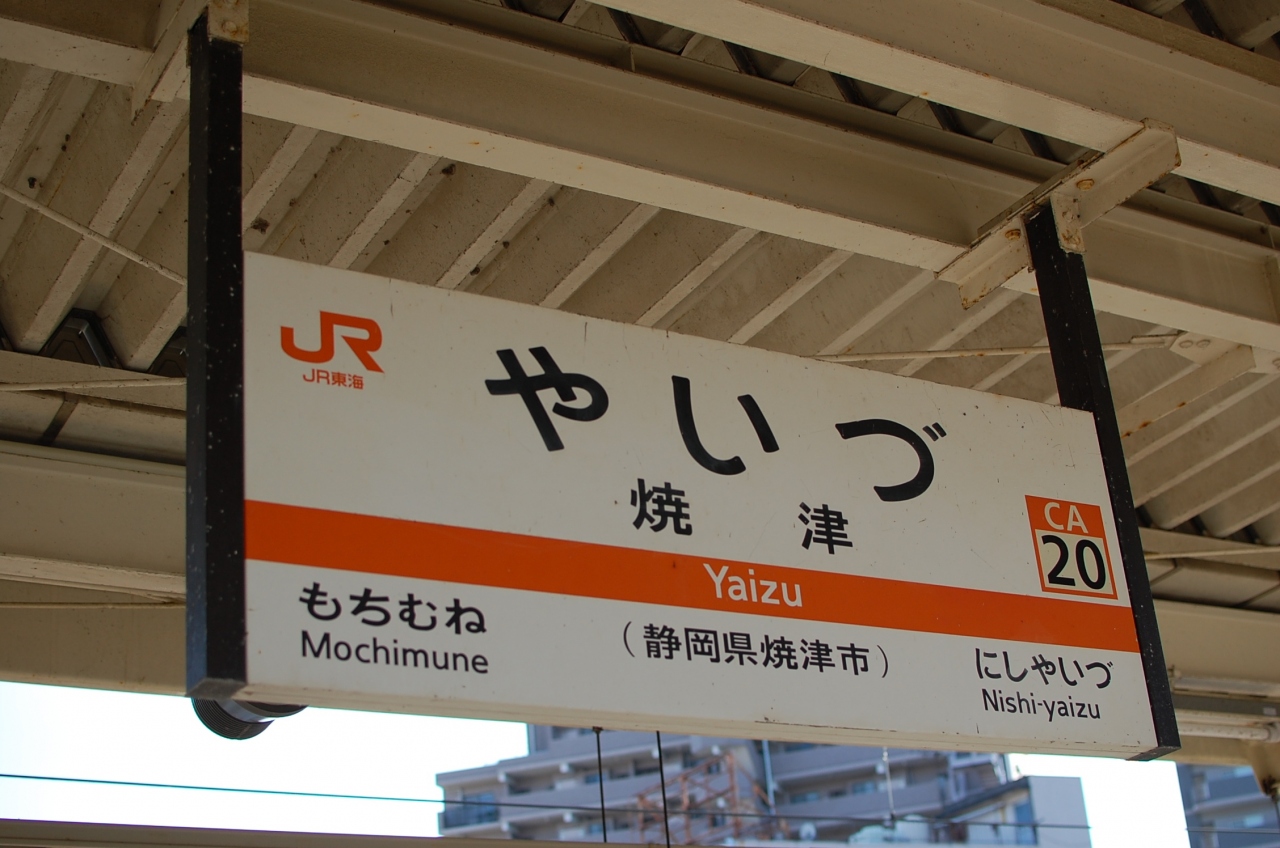 JR
JR東海
やいづ
焼津
CA
20
Yaizu
もちむね
Mochimune
（静岡県焼津市）
にしやいづ
Nishi-yaizu